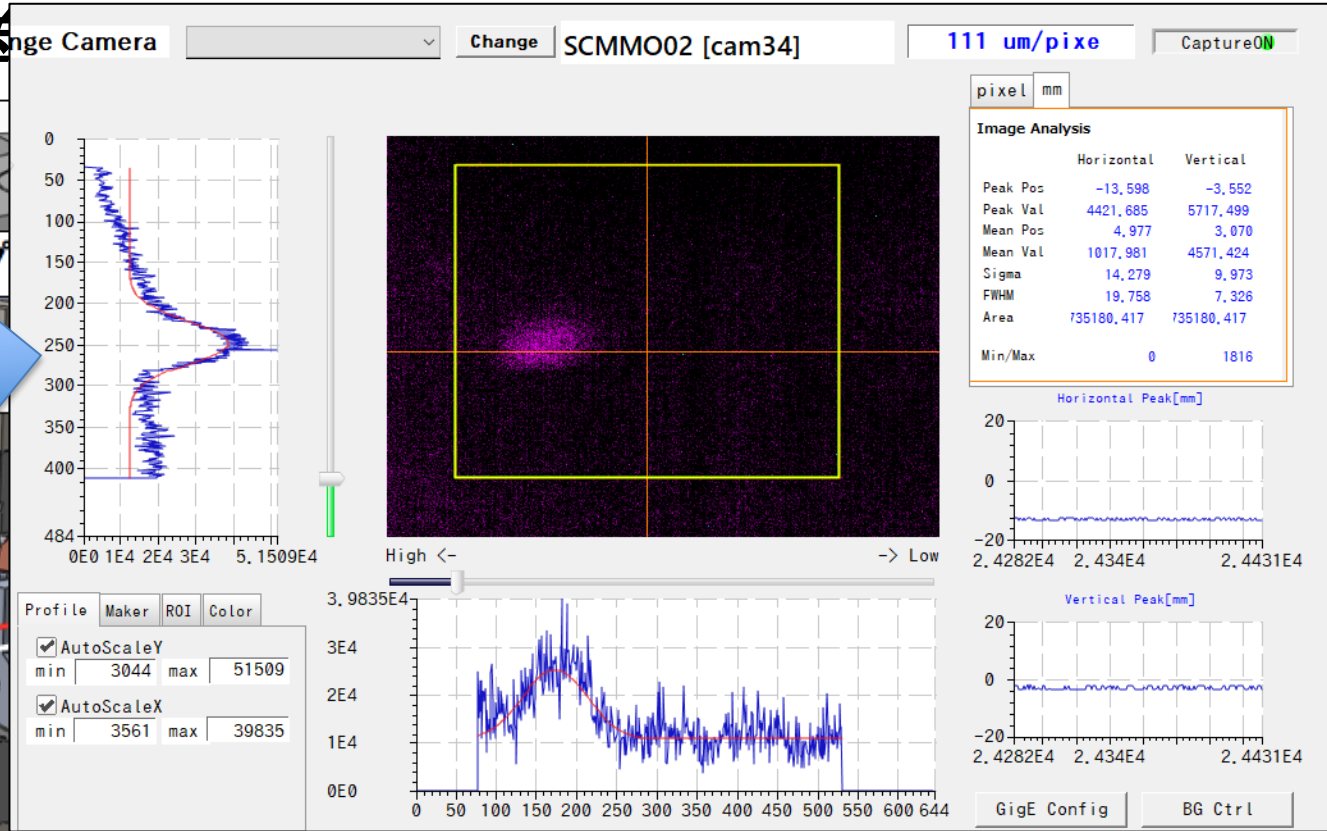 nge Camera Change SCMMO02 [cam34] 111 um/pixe CaptureON
pixel mm
Image Analysis
Horizontal Vertical
Peak Pos -13,598 -3,552
Peak Val 4421,685 5717,499
Mean Pos 4,977 3,070
Mean Val 1017,981 4571,424
Sigma 14,279 9,973
FWHM 19,758 7,326
Area 735180,417 735180,417
Min/Max 0 1816
0
50
100
150
200
250
300
350
400
484
0E0 1E4 2E4 3E4 5,1509E4
High <- -> Low
Horizontal Peak[mm]
20
0
-20
2,4282E4 2,434E4 2,4431E4
Vertical Peak[mm]
20
0
-20
2,4282E4 2,434E4 2,4431E4
Profile Maker ROI Color
AutoScaleY
min 3044 max 51509
AutoScaleX
min 3561 max 39835
3,9835E4
3E4
2E4
1E4
0E0
0 50 100 150 200 250 300 350 400 450 500 550 600 644
GigE Config BG Ctrl